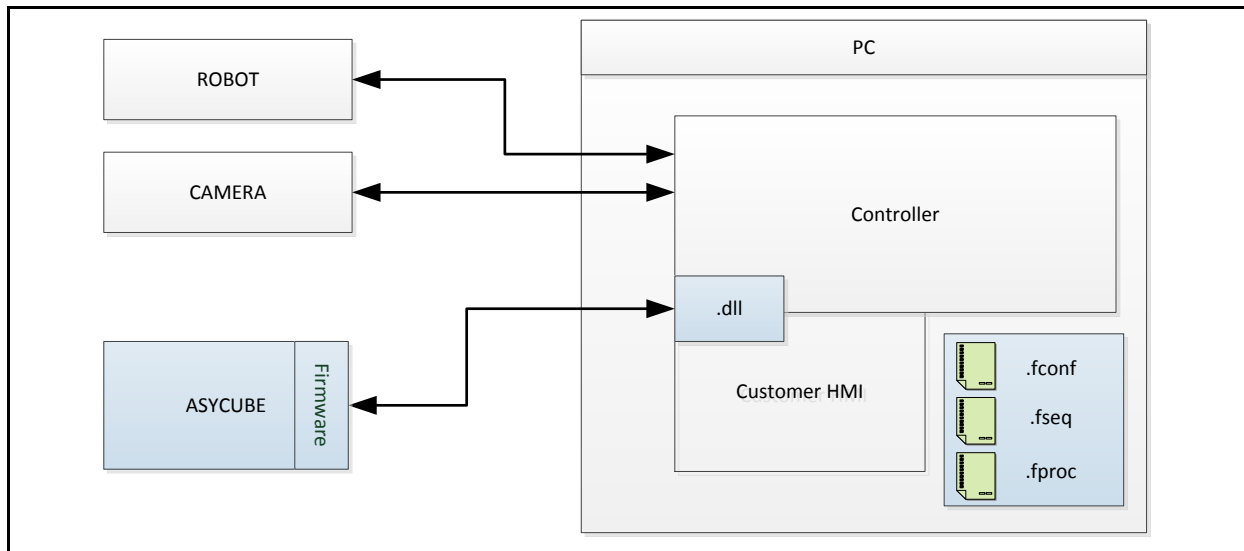 PC
ROBOT
CAMERA
Controller
.dll
ASYCUBE
Firmware
Customer HMI
.fconf
.fseq
.fproc